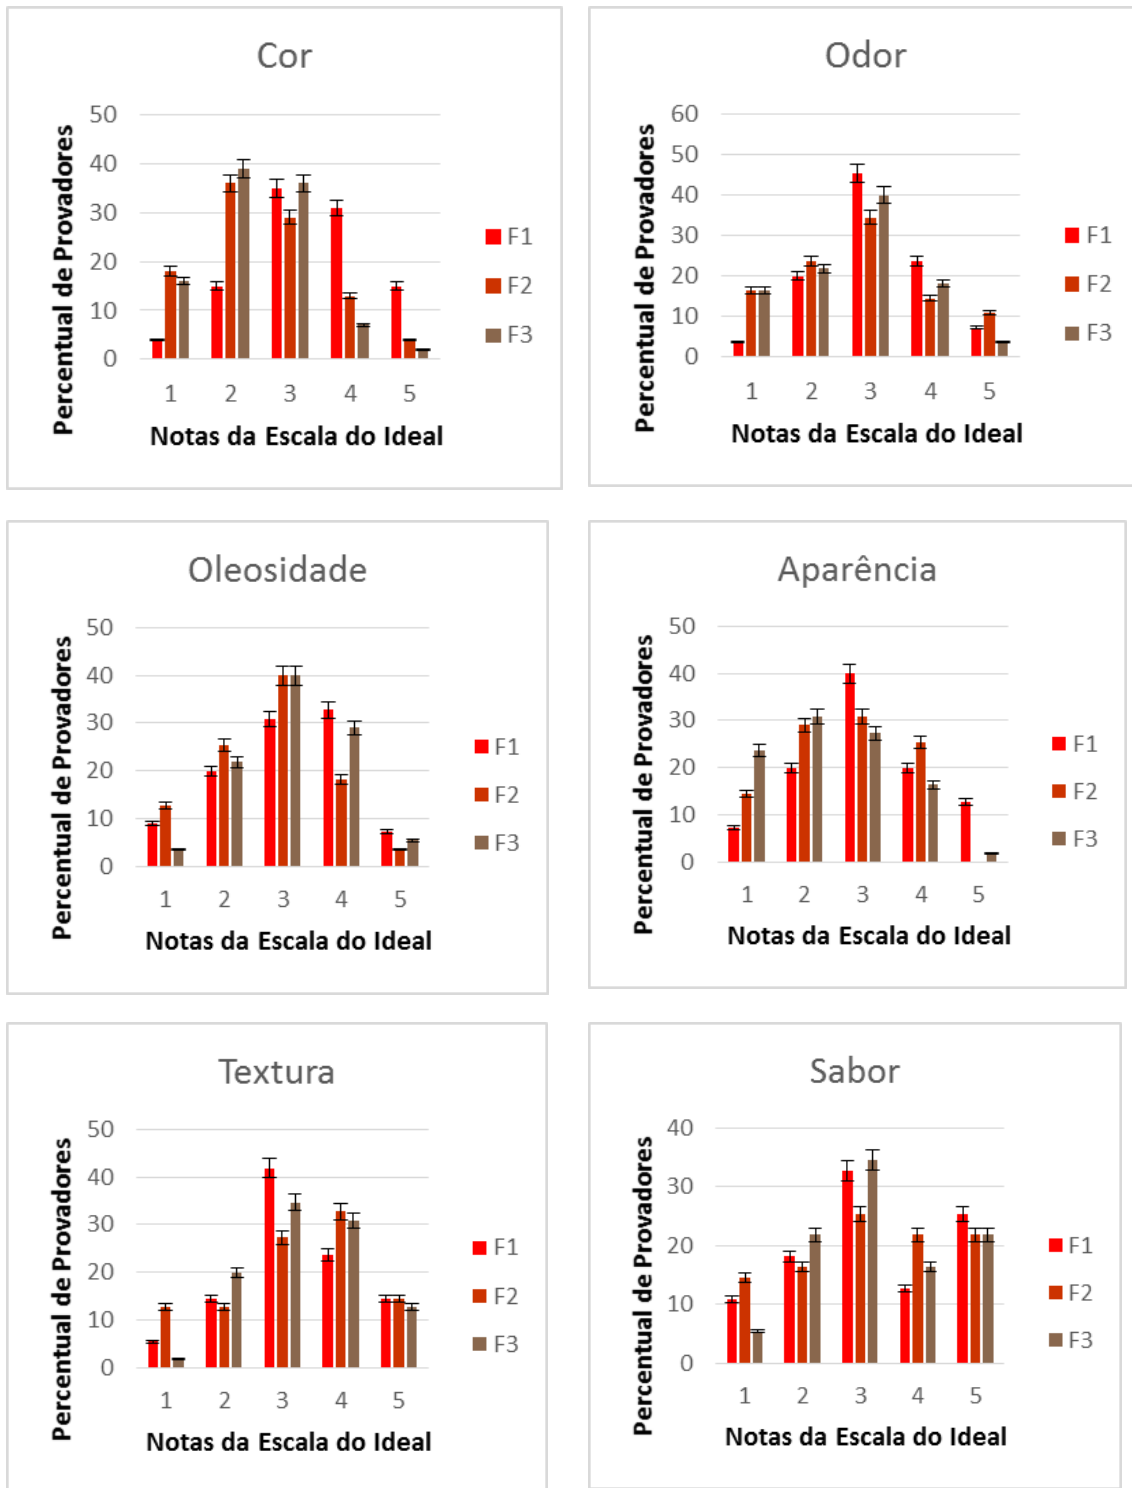 Cor
Percentual de Provadores
50
40
30
20
10
0
1 2 3 4 5
Notas da Escala do Ideal
F1
F2
F3
Odor
Percentual de Provadores
60
50
40
30
20
10
0
1 2 3 4 5
Notas da Escala do Ideal
F1
F2
F3
Oleosidade
Percentual de Provadores
50
40
30
20
10
0
1 2 3 4 5
Notas da Escala do Ideal
F1
F2
F3
Aparência
Percentual de Provadores
50
40
30
20
10
0
1 2 3 4 5
Notas da Escala do Ideal
F1
F2
F3
Textura
Percentual de Provadores
50
40
30
20
10
0
1 2 3 4 5
Notas da Escala do Ideal
F1
F2
F3
Sabor
Percentual de Provadores
40
30
20
10
0
1 2 3 4 5
Notas da Escala do Ideal
F1
F2
F3